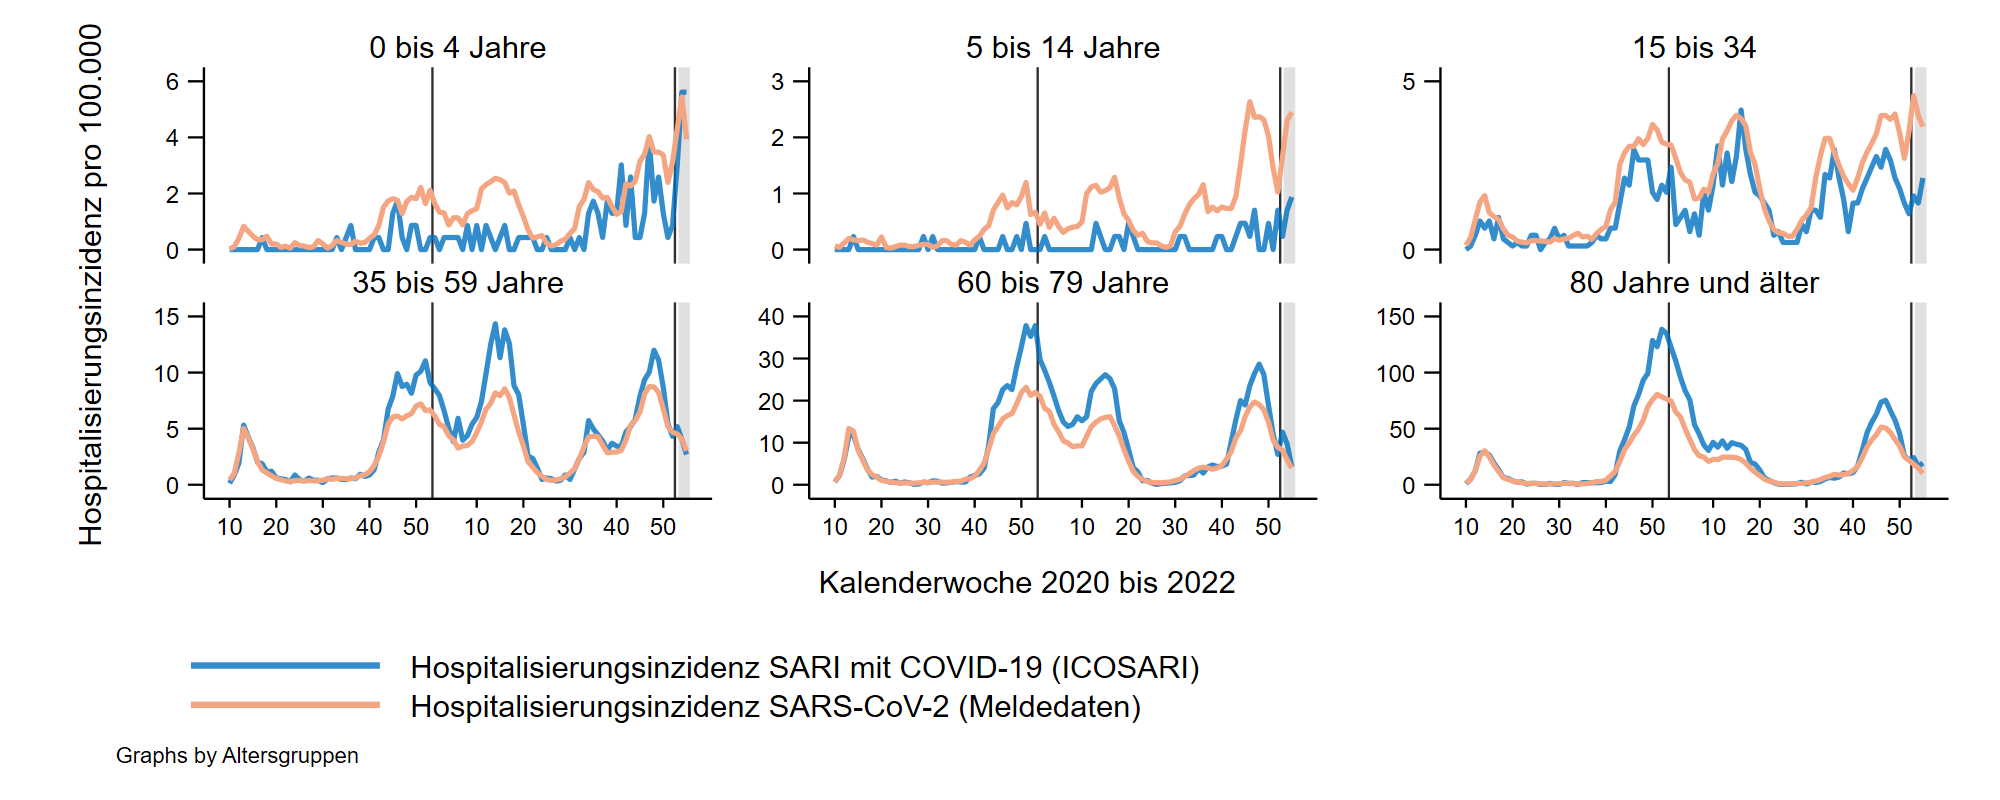 Hospitalisierungsinzidenz pro 100.000
0 bis 4 Jahre
5 bis 14 Jahre
15 bis 34
6
4
2
0
3
2
1
0
5
0
35 bis 59 Jahre
60 bis 79 Jahre
80 Jahre und älter
15
10
5
0
40
30
20
10
0
150
100
50
0
10 20 30 40 50 10 20 30 40 50
10 20 30 40 50 10 20 30 40 50
10 20 30 40 50 10 20 30 40 50
Kalenderwoche 2020 bis 2022
Hospitalisierungsinzidenz SARI mit COVID-19 (ICOSARI)
Hospitalisierungsinzidenz SARS-CoV-2 (Meldedaten)
Graphs by Altersgruppen